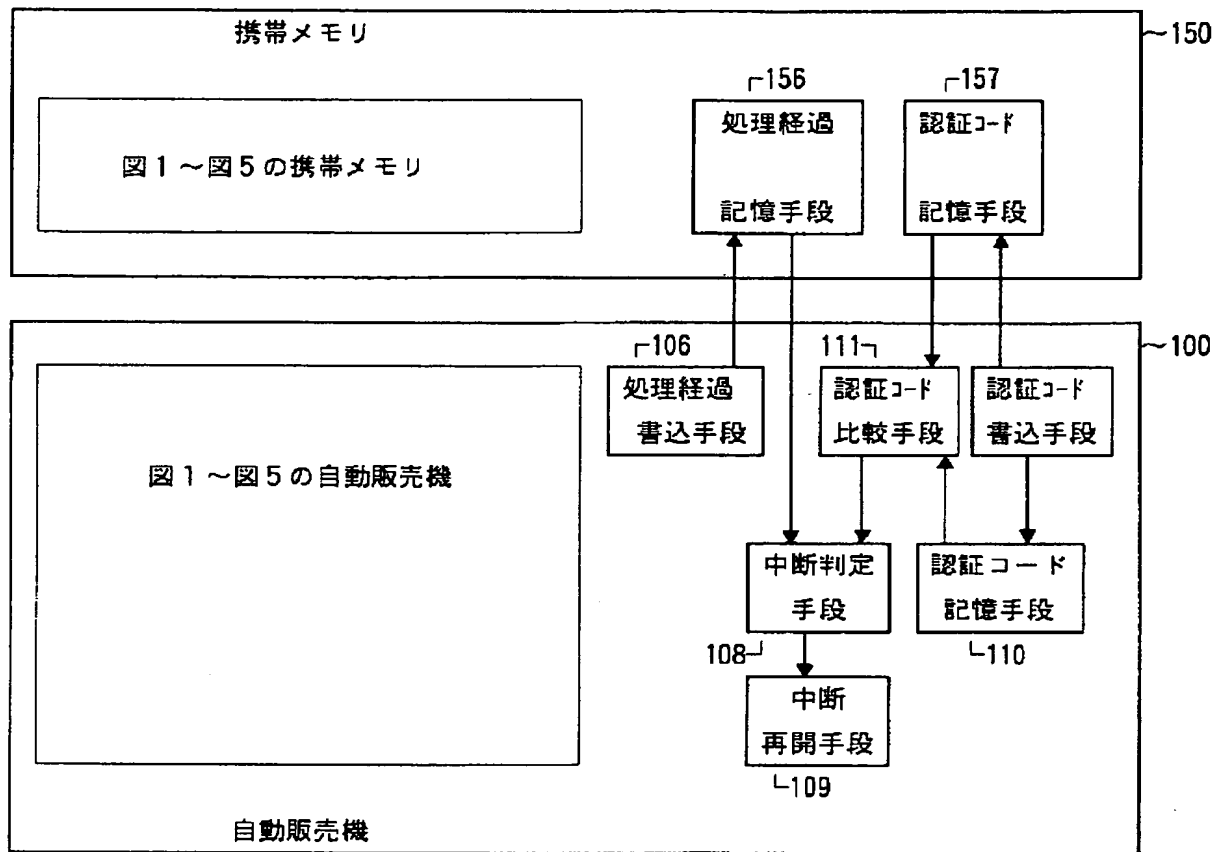 携帯メモリ
~150
156
157
処理経過
記憶手段
認証コード
記憶手段
図1~図5の携帯メモリ
~100
106
111
処理経過
書込手段
認証コード
比較手段
認証コード
書込手段
図1~図5の自動販売機
中断判定
手段
認証コード
記憶手段
108
110
中断
再開手段
109
自動販売機